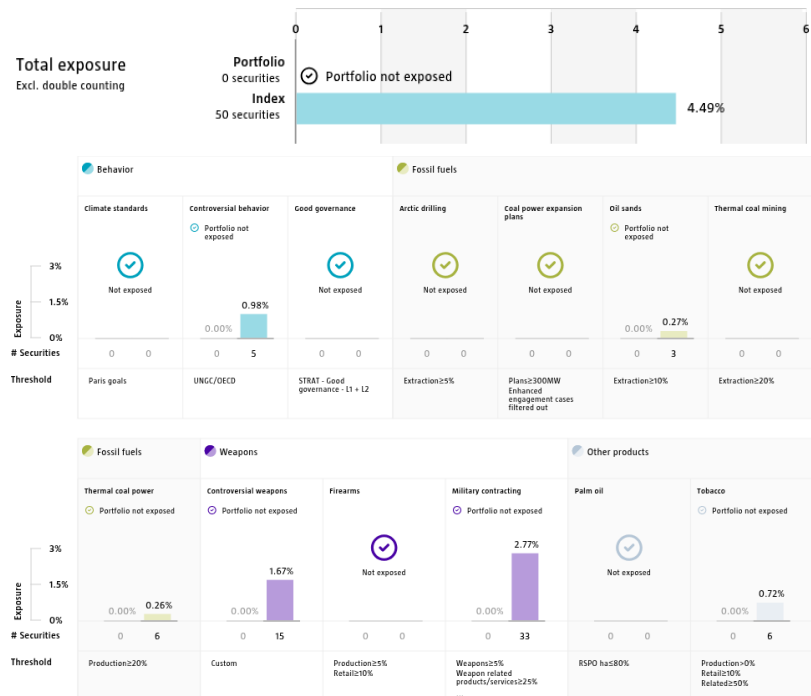 0 1 2 3 4 5 6
Total exposure
Excl. double counting
Portfolio
0 securities
Portfolio not exposed
Index
50 securities
4.49%
Behavior
Fossil fuels
Climate standards
Controversial behavior
Good governance
Arctic drilling
Coal power expansion
plans
Oil sands
Thermal coal mining
Portfolio not
exposed
Portfolio not
exposed
Not exposed
Not exposed
Not exposed
Not exposed
Not exposed
Exposure
3%
1.5%
0%
0.00% 0.98%
0.00% 0.27%
# Securities 0 0 0 5 0 0 0 0 0 0 0 3 0 0
Threshold
Paris goals
UNGC/OECD
STRAT - Good
governance - L1 + L2
Extraction≥5%
Plans≥300MW
Enhanced
engagement cases
filtered out
Extraction≥10%
Extraction≥20%
Fossil fuels
Weapons
Other products
Thermal coal power
Controversial weapons
Firearms
Military contracting
Palm oil
Tobacco
Portfolio not exposed
Portfolio not exposed
Portfolio not exposed
Portfolio not exposed
Not exposed
Not exposed
Exposure
3%
1.5%
0%
0.00% 0.26%
0.00% 1.67%
0.00% 2.77%
0.00% 0.72%
# Securities 0 6 0 15 0 0 0 33 0 0 0 6
Threshold
Production≥20%
Custom
Production≥5%
Retail≥10%
Weapons≥5%
Weapon related
products/services≥25%
RSPO ha≤80%
Production>0%
Retail≥10%
Related≥50%